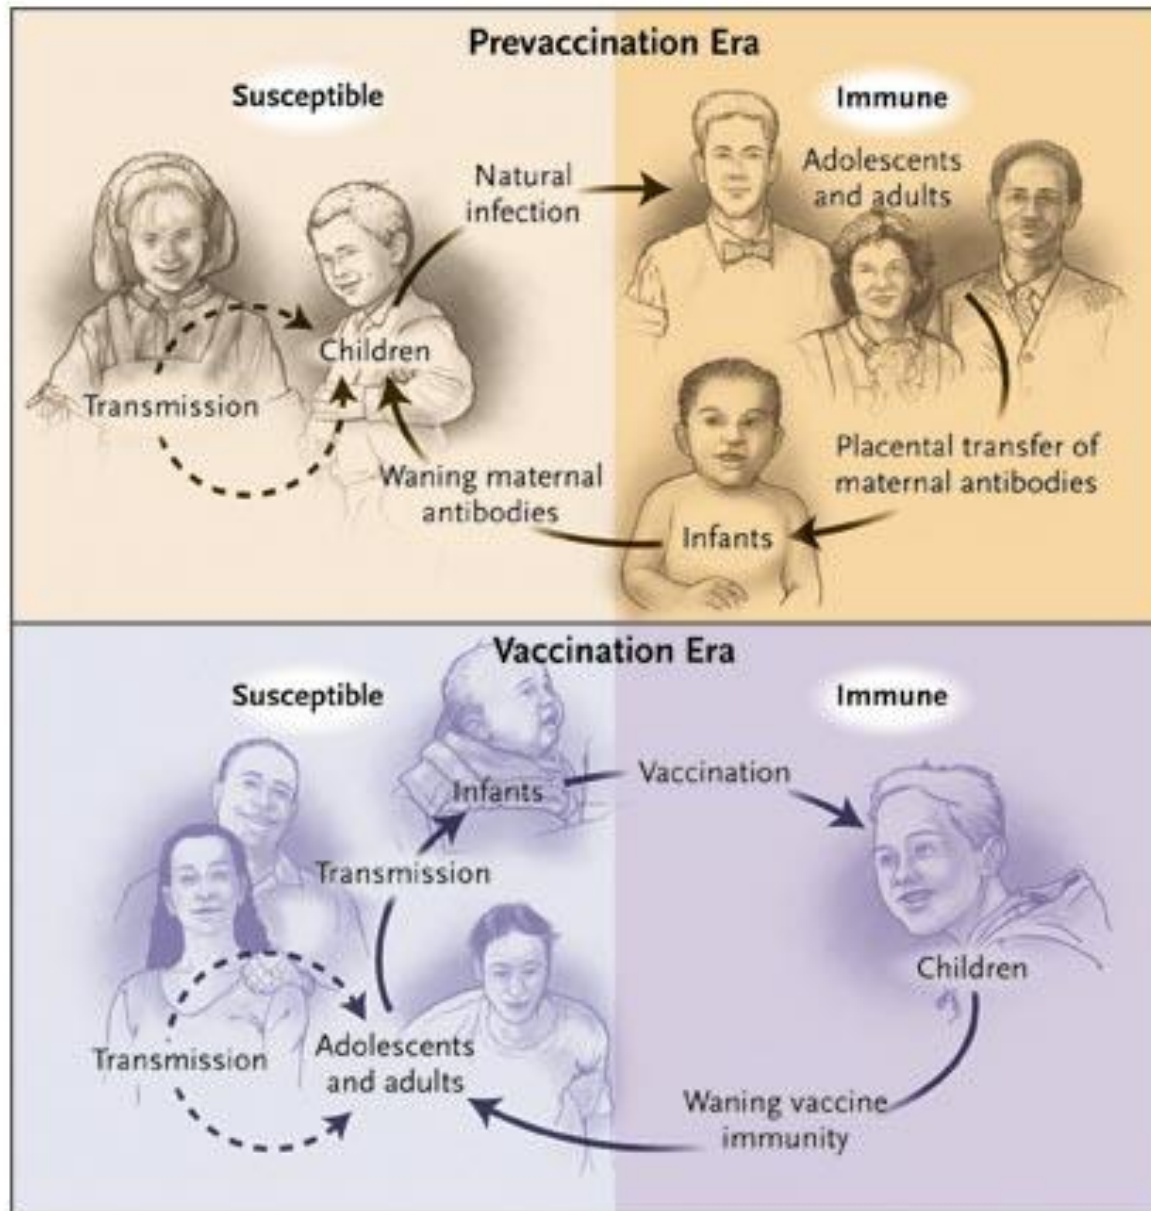 Prevaccination Era
Susceptible
Immune
Natural
infection
Adolescents
and adults
Children
Transmission
Waning maternal
antibodies
Placental transfer of
maternal antibodies
Infants
Vaccination Era
Susceptible
Immune
Infants
Vaccination
Transmission
Children
Transmission
Adolescents
and adults
Waning vaccine
immunity